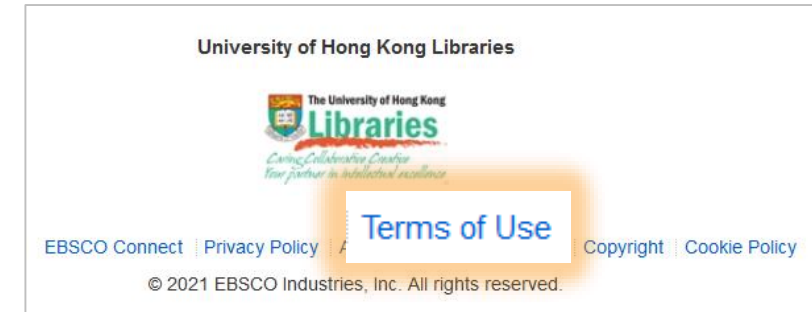 University of Hong Kong Libraries
The University of Hong Kong
Libraries
Caring Collaborative Creative
Your partner in intellectual excellence
EBSCO Connect Privacy Policy A Terms of Use Copyright Cookie Policy
© 2021 EBSCO Industries, Inc. All rights reserved.